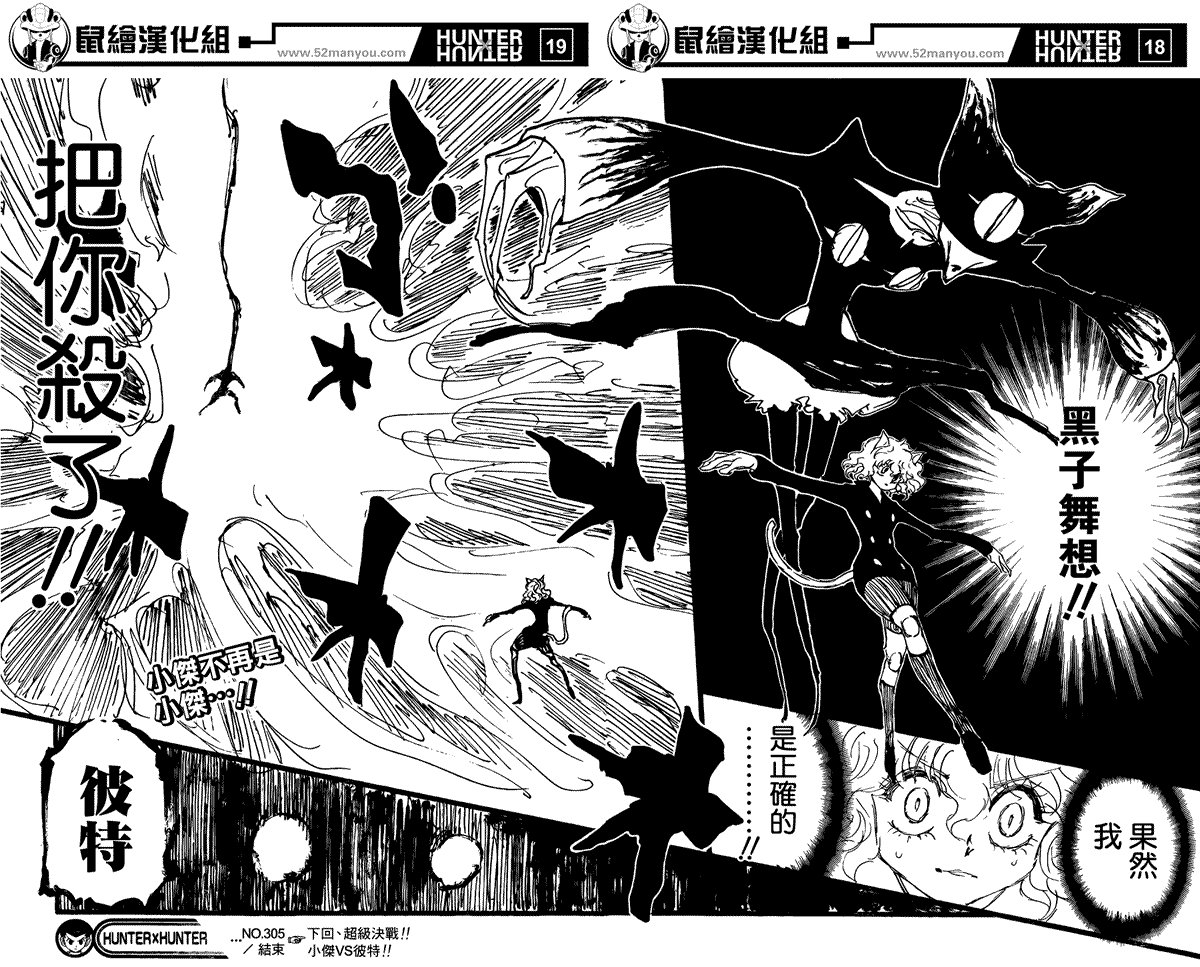 鼠繪漢化組
www.52manyou.com
HUNTER
HUNTER
18
黑子舞想!!
果然
我
是正確的
………!!
鼠繪漢化組
www.52manyou.com
HUNTER
HUNTER
19
ゴ
把你殺了!!
小傑不再是
小傑…!!
彼特
HUNTER×HUNTER
…NO.305
／結束
☞下回、超級決戰!!
小傑VS彼特!!